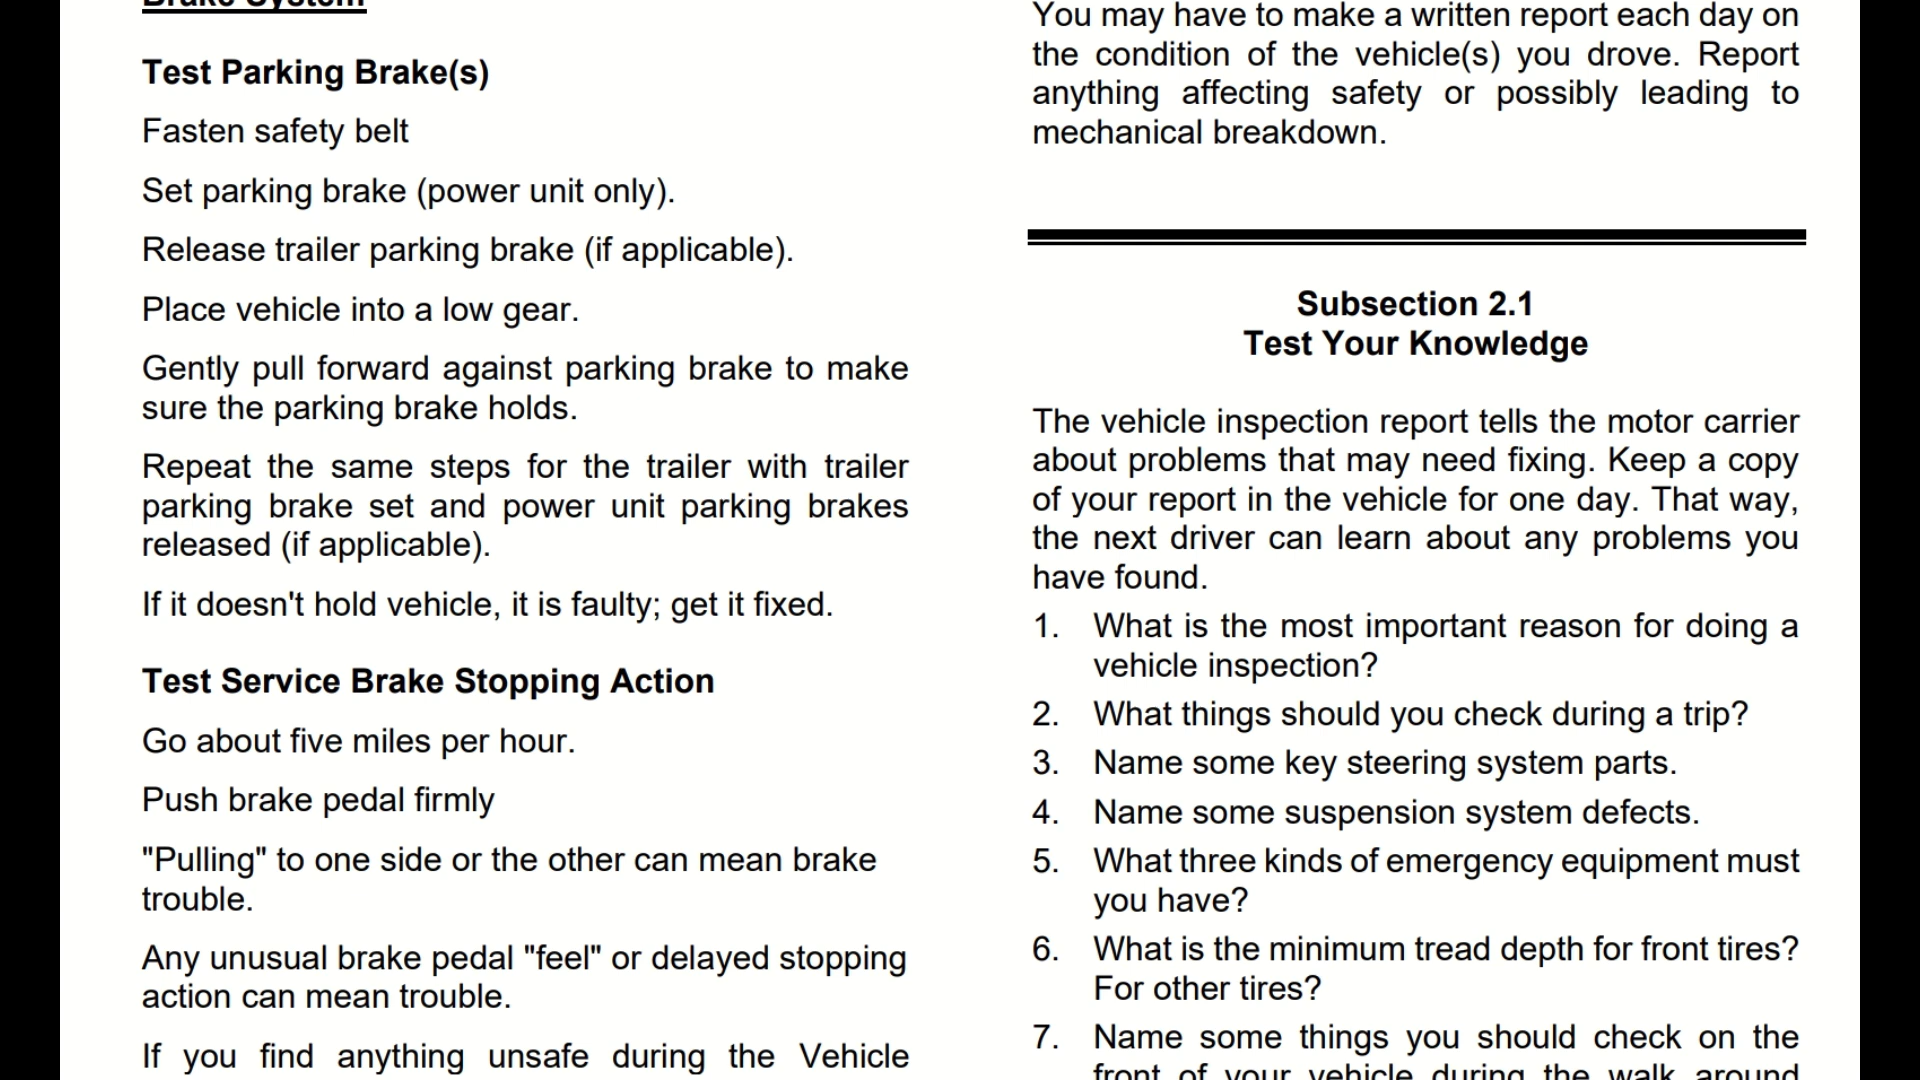 Brake System
Test Parking Brake(s)
Fasten safety belt
Set parking brake (power unit only).
Release trailer parking brake (if applicable).
Place vehicle into a low gear.
Gently pull forward against parking brake to make
sure the parking brake holds.
Repeat the same steps for the trailer with trailer
parking brake set and power unit parking brakes
released (if applicable).
If it doesn't hold vehicle, it is faulty; get it fixed.
Test Service Brake Stopping Action
Go about five miles per hour.
Push brake pedal firmly
"Pulling" to one side or the other can mean brake
trouble.
Any unusual brake pedal "feel" or delayed stopping
action can mean trouble.
If you find anything unsafe during the Vehicle
You may have to make a written report each day on
the condition of the vehicle(s) you drove. Report
anything affecting safety or possibly leading to
mechanical breakdown.
Subsection 2.1
Test Your Knowledge
The vehicle inspection report tells the motor carrier
about problems that may need fixing. Keep a copy
of your report in the vehicle for one day. That way,
the next driver can learn about any problems you
have found.
1. What is the most important reason for doing a
vehicle inspection?
2. What things should you check during a trip?
3. Name some key steering system parts.
4. Name some suspension system defects.
5. What three kinds of emergency equipment must
you have?
6. What is the minimum tread depth for front tires?
For other tires?
7. Name some things you should check on the
front of your vehicle during the walk around